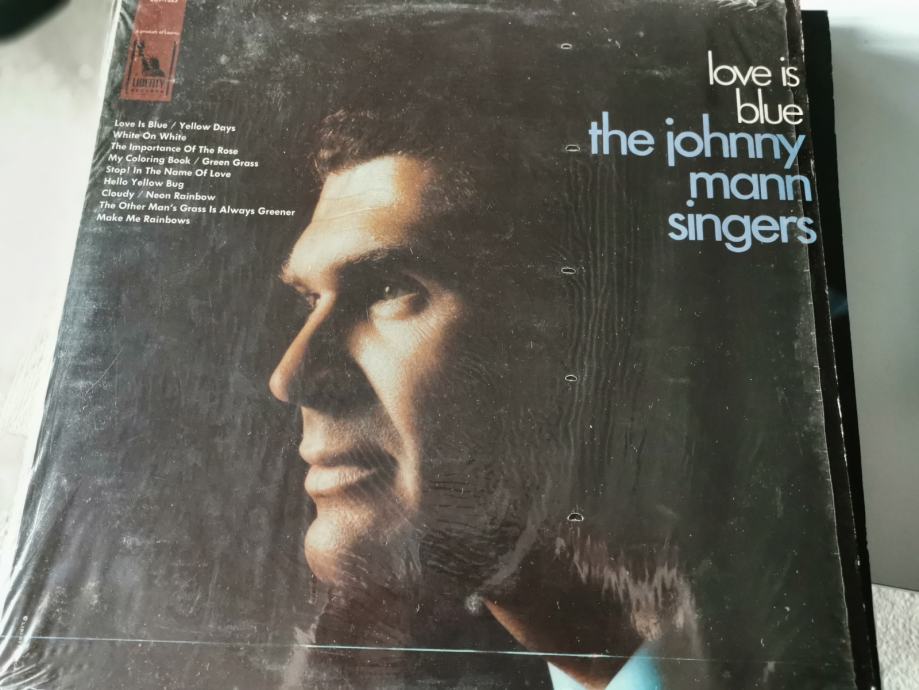 LIBERTY
RECORDS
Love Is Blue / Yellow Days
White On White
The Importance Of The Rose
My Coloring Book / Green Grass
Stop! In The Name Of Love
Hello Yellow Bug
Cloudy / Neon Rainbow
The Other Man's Grass Is Always Greener
Make Me Rainbows
love is
blue
the johnny
mann
singers